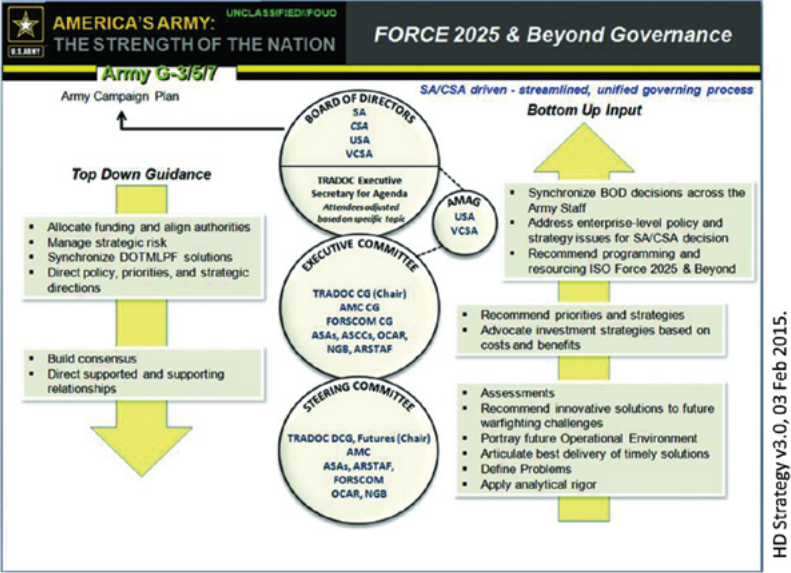 U.S. ARMY
AMERICA'S ARMY:
THE STRENGTH OF THE NATION
UNCLASSIFIED//FOUO
FORCE 2025 & Beyond Governance
Army G-3/5/7
Army Campaign Plan
SA/CSA driven - streamlined, unified governing process
Top Down Guidance
Allocate funding and align authorities
Manage strategic risk
Synchronize DOTMLPF solutions
Direct policy, priorities, and strategic
directions
Build consensus
Direct supported and supporting
relationships
BOARD OF DIRECTORS
SA
CSA
USA
VCSA
TRADOC Executive
Secretary for Agenda
Attendees adjusted
based on specific topic
AMAG
USA
VCSA
EXECUTIVE COMMITTEE
TRADOC CG (Chair)
AMC CG
FORSCOM CG
ASAs, ASCCs, OCAR,
NGB, ARSTAF
STEERING COMMITTEE
TRADOC DCG, Futures (Chair)
AMC
ASAs, ARSTAF,
FORSCOM
OCAR, NGB
Bottom Up Input
Synchronize BOD decisions across the
Army Staff
Address enterprise-level policy and
strategy issues for SA/CSA decision
Recommend programming and
resourcing ISO Force 2025 & Beyond
Recommend priorities and strategies
Advocate investment strategies based on
costs and benefits
Assessments
Recommend innovative solutions to future
warfighting challenges
Portray future Operational Environment
Articulate best delivery of timely solutions
Define Problems
Apply analytical rigor
HD Strategy v3.0, 03 Feb 2015.